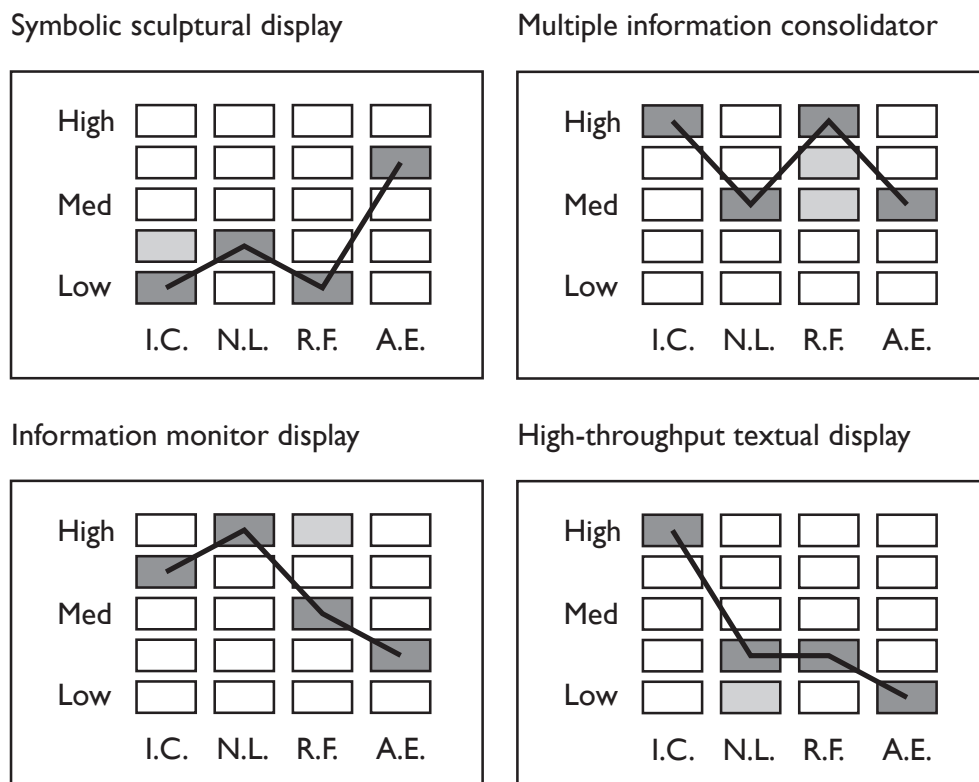 Symbolic sculptural display
High
Med
Low
I.C. N.L. R.F. A.E.
Multiple information consolidator
High
Med
Low
I.C. N.L. R.F. A.E.
Information monitor display
High
Med
Low
I.C. N.L. R.F. A.E.
High-throughput textual display
High
Med
Low
I.C. N.L. R.F. A.E.